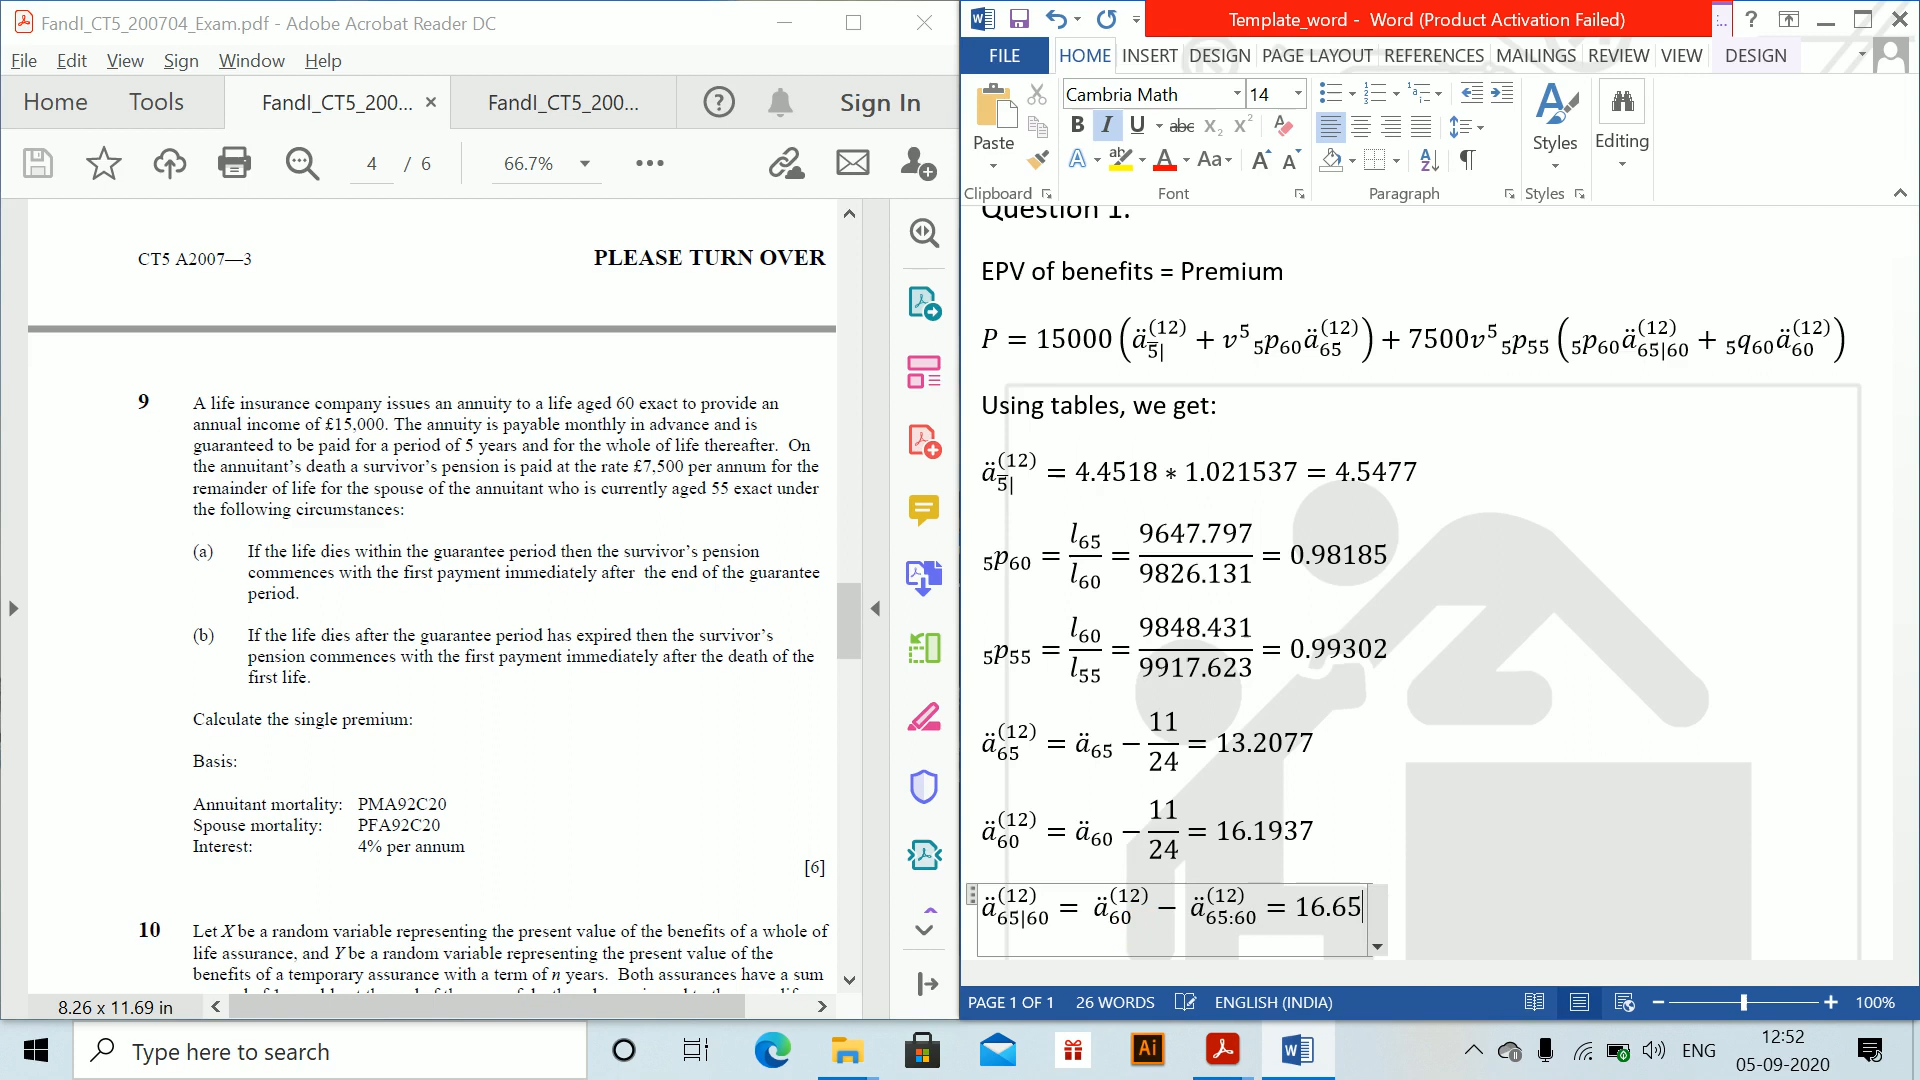 FandI_CT5_200704_Exam.pdf - Adobe Acrobat Reader DC
File Edit View Sign Window Help
Home Tools FandI_CT5_200... × FandI_CT5_200... Sign In
4 / 6 66.7%
CT5 A2007—3 PLEASE TURN OVER
9 A life insurance company issues an annuity to a life aged 60 exact to provide an
annual income of £15,000. The annuity is payable monthly in advance and is
guaranteed to be paid for a period of 5 years and for the whole of life thereafter. On
the annuitant's death a survivor's pension is paid at the rate £7,500 per annum for the
remainder of life for the spouse of the annuitant who is currently aged 55 exact under
the following circumstances:
(a) If the life dies within the guarantee period then the survivor's pension
commences with the first payment immediately after the end of the guarantee
period.
(b) If the life dies after the guarantee period has expired then the survivor's
pension commences with the first payment immediately after the death of the
first life.
Calculate the single premium:
Basis:
Annuitant mortality: PMA92C20
Spouse mortality: PFA92C20
Interest: 4% per annum
[6]
10 Let X be a random variable representing the present value of the benefits of a whole of
life assurance, and Y be a random variable representing the present value of the
benefits of a temporary assurance with a term of n years. Both assurances have a sum
8.26 x 11.69 in
Template_word - Word (Product Activation Failed)
FILE HOME INSERT DESIGN PAGE LAYOUT REFERENCES MAILINGS REVIEW VIEW DESIGN
Cambria Math 14
Paste
B I U abc X₂ X² Styles Editing
A Aa A A
Clipboard Font Paragraph Styles
Question 1.
EPV of benefits = Premium
P = 15000 (ä_{5|}^{(12)} + v⁵ ₅p₆₀ä₆₅^{(12)}) + 7500v⁵ ₅p₅₅ (₅p₆₀ä_{65|60}^{(12)} + ₅q₆₀ä₆₀^{(12)})
Using tables, we get:
ä_{5|}^{(12)} = 4.4518 ∗ 1.021537 = 4.5477
₅p₆₀ = l₆₅/l₆₀ = 9647.797/9826.131 = 0.98185
₅p₅₅ = l₆₀/l₅₅ = 9848.431/9917.623 = 0.99302
ä₆₅^{(12)} = ä₆₅ − 11/24 = 13.2077
ä₆₀^{(12)} = ä₆₀ − 11/24 = 16.1937
ä_{65|60}^{(12)} = ä₆₀^{(12)} − ä_{65:60}^{(12)} = 16.65
PAGE 1 OF 1 26 WORDS ENGLISH (INDIA) 100%
Type here to search
Ai
ENG
12:52
05-09-2020